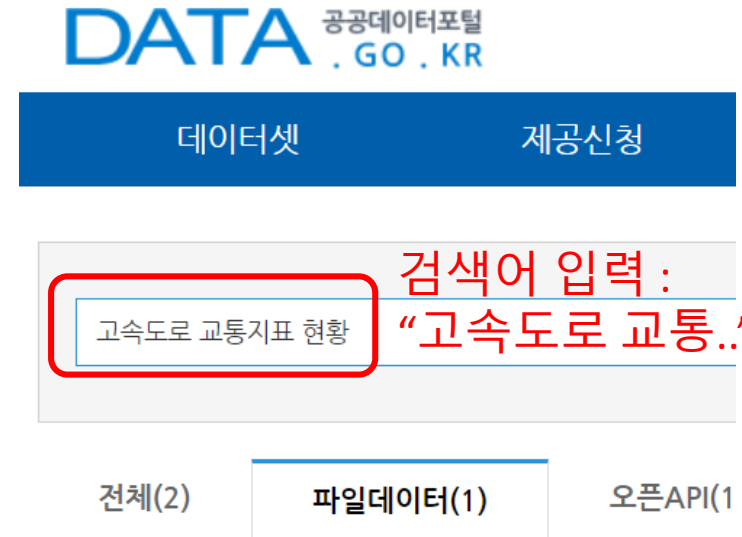 DATA 공공데이터포털
. GO . KR
데이터셋 제공신청
검색어 입력 :
고속도로 교통지표 현황 “고속도로 교통..“
전체(2) 파일데이터(1) 오픈API(1